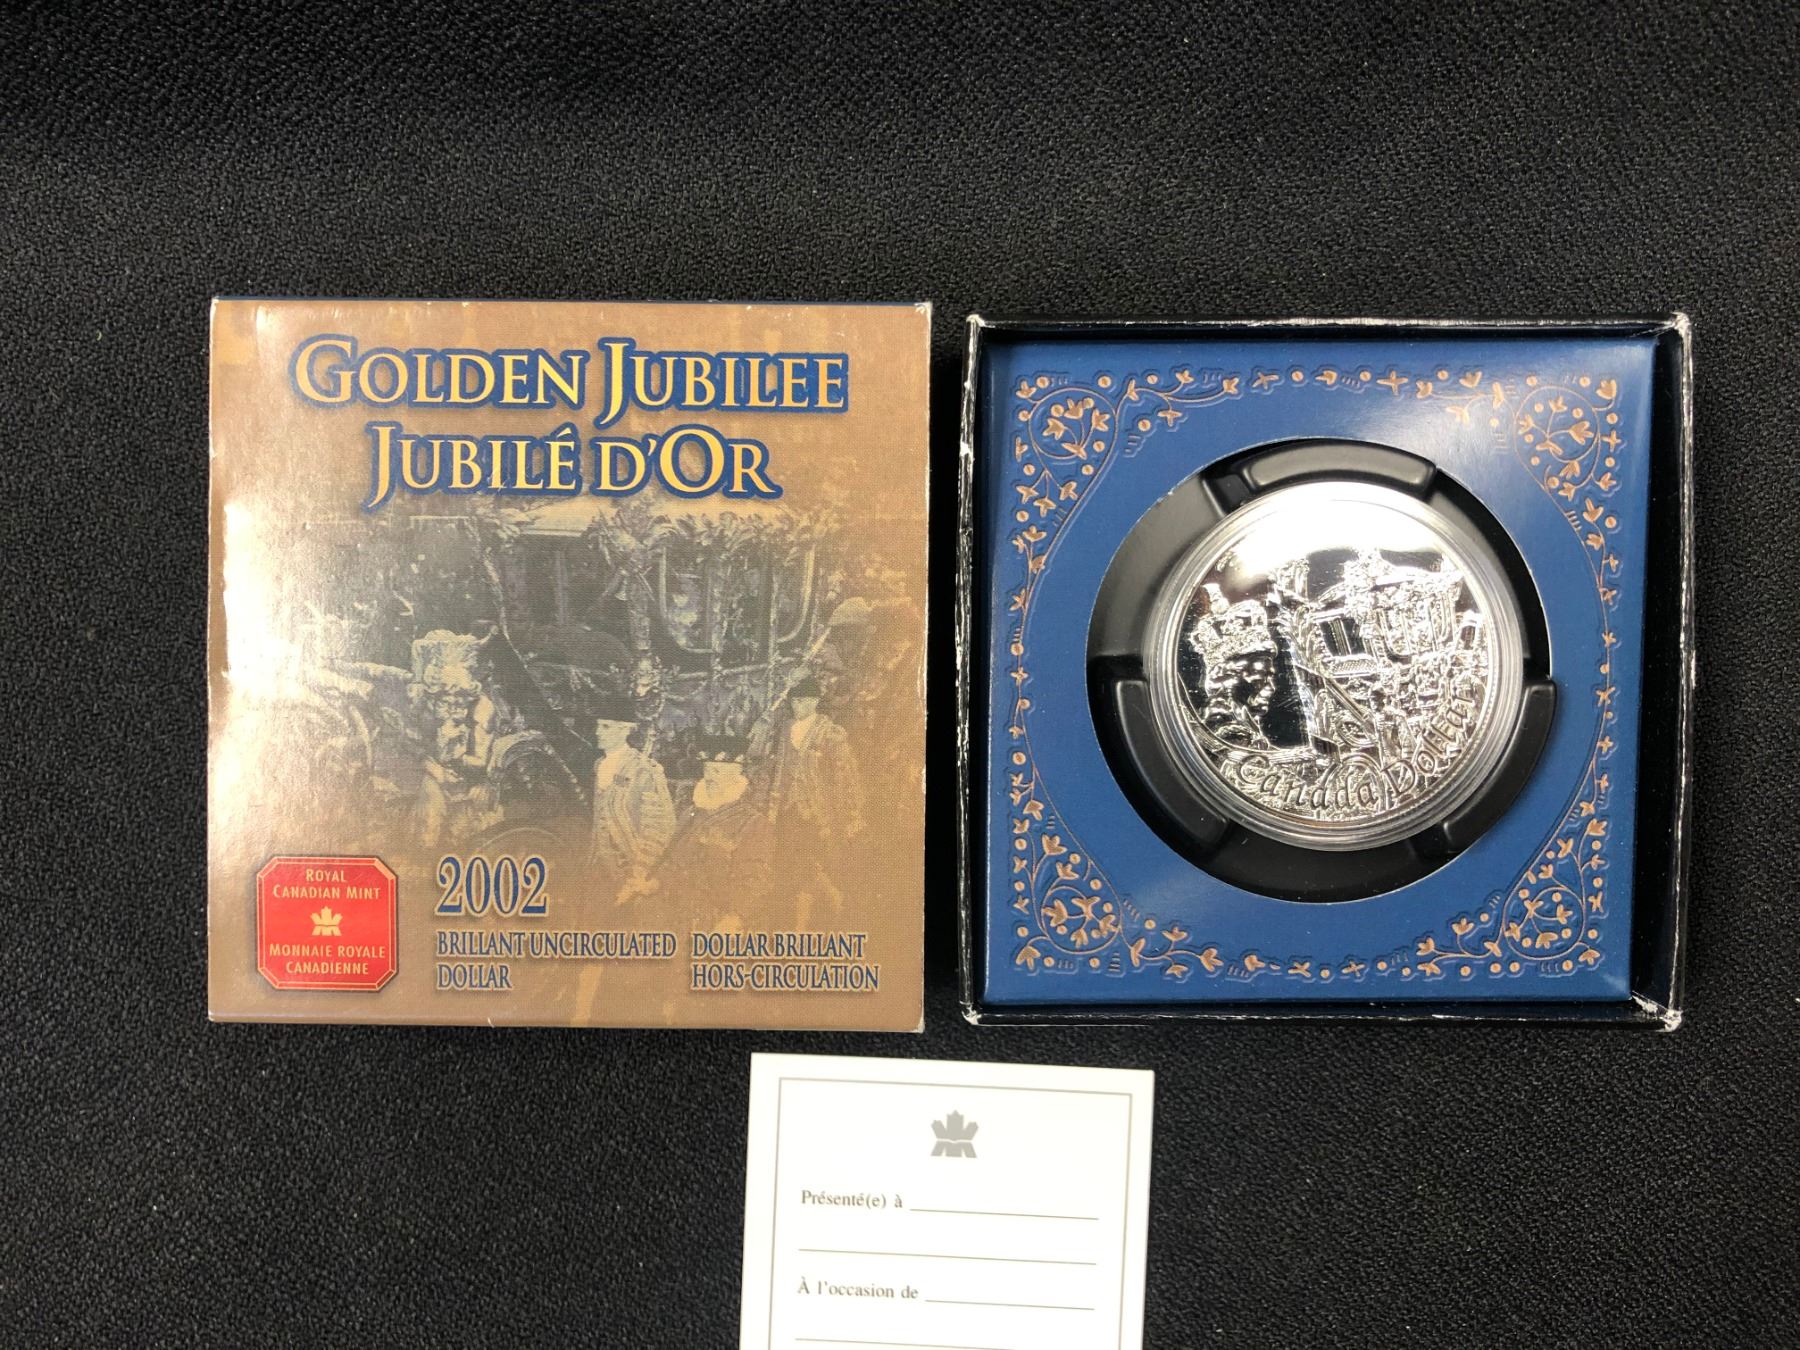 GOLDEN JUBILEE
JUBILÉ D'OR
ROYAL
CANADIAN MINT
MONNAIE ROYALE
CANADIENNE
2002
BRILLANT UNCIRCULATED
DOLLAR
DOLLAR BRILLANT
HORS-CIRCULATION
Canada Dollar
Présenté(e) à
À l'occasion de